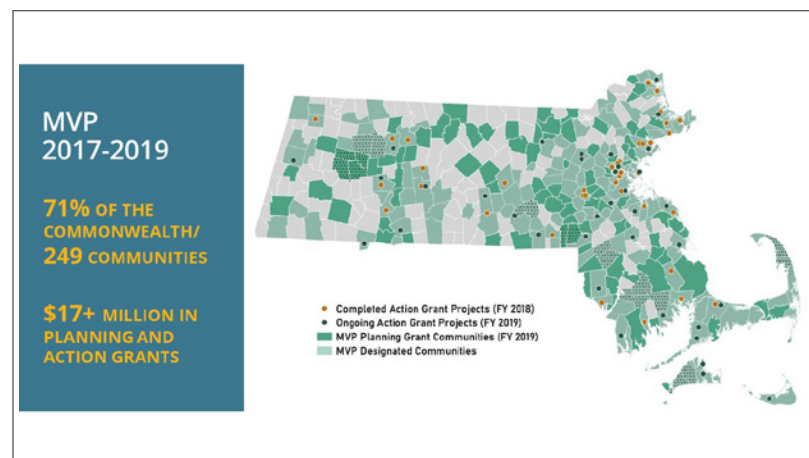 MVP
2017-2019
71% OF THE
COMMONWEALTH/
249 COMMUNITIES
$17+ MILLION IN
PLANNING AND
ACTION GRANTS
Completed Action Grant Projects (FY 2018)
Ongoing Action Grant Projects (FY 2019)
MVP Planning Grant Communities (FY 2019)
MVP Designated Communities